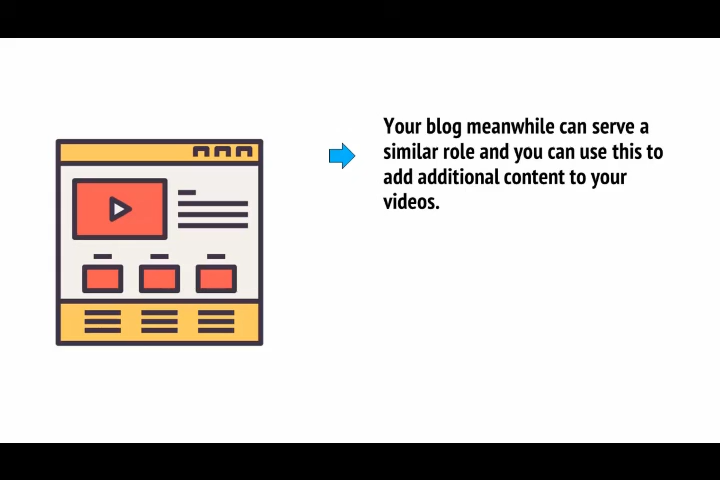 Your blog meanwhile can serve a
similar role and you can use this to
add additional content to your
videos.